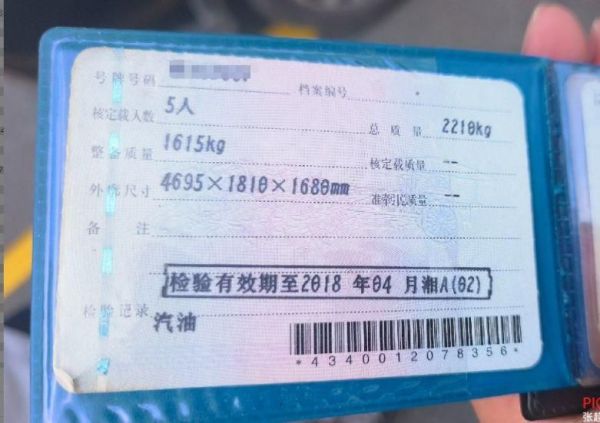 号牌号码
档案编号
核定载人数 5人 总质量 2210kg
整备质量 1615kg 核定载质量 --
外廓尺寸 4695×1810×1680mm 准牵引总质量 --
备注
检验有效期至2018 年04 月湘A(02)
检验记录
汽油
*4340012078356*
PIC